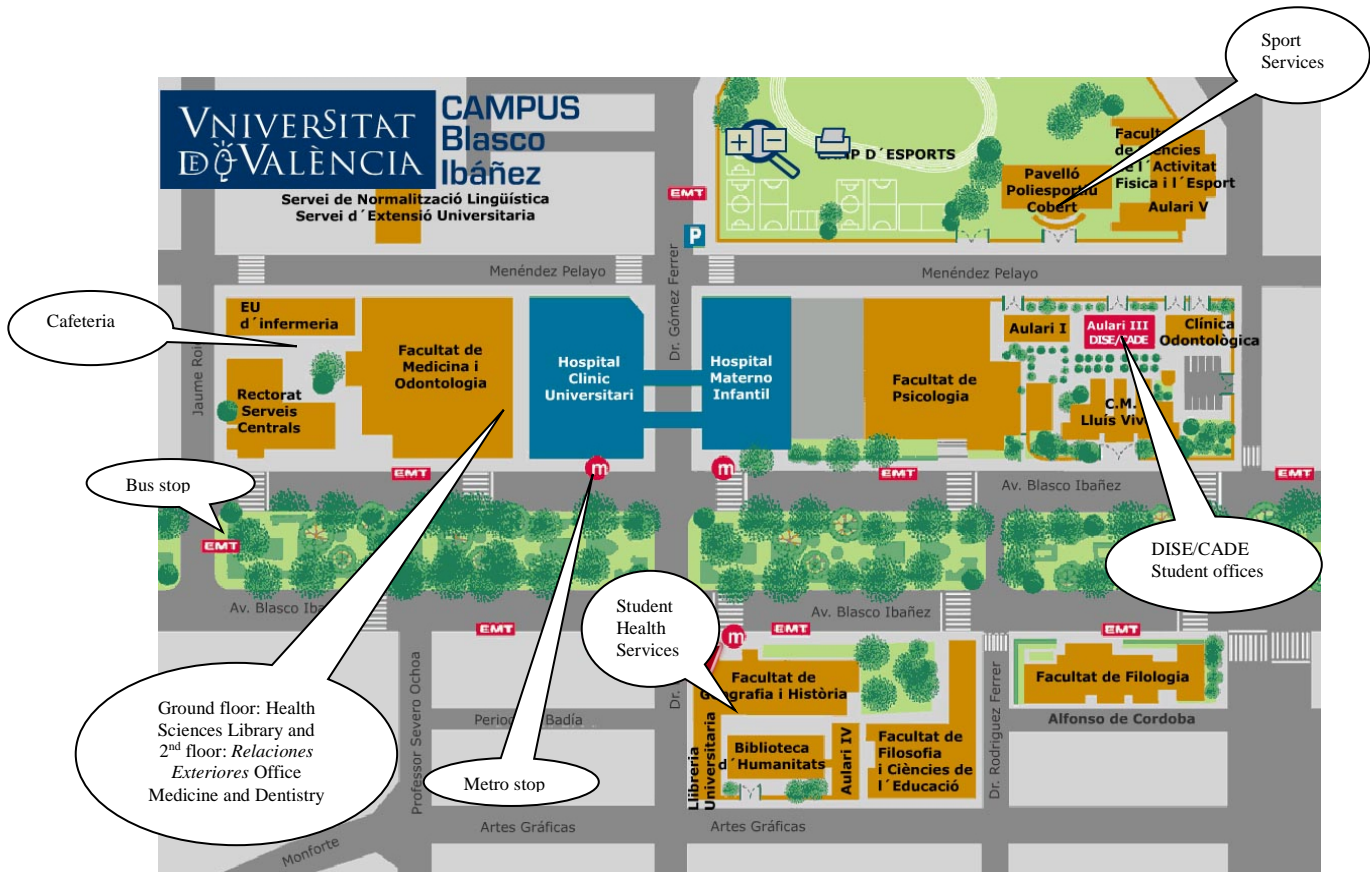 Sport
Services
VNIVERSITAT
DE VALÈNCIA
CAMPUS
Blasco
Ibáñez
Servei de Normalització Lingüística
Servei d´Extensió Universitaria
EMT
P
CAMP D´ESPORTS
Pavelló
Poliesportiu
Cobert
Facultat
de Ciències
de l´Activitat
Fisica i l´Esport
Aulari V
Menéndez Pelayo
Menéndez Pelayo
Dr. Gómez Ferrer
Cafeteria
Jaume Roig
EU
d´infermeria
Facultat de
Medicina i
Odontologia
Rectorat
Serveis
Centrals
Hospital
Clinic
Universitari
Hospital
Materno
Infantil
Facultat de
Psicologia
Aulari I
Aulari III
DISE/CADE
Clínica
Odontològica
C.M.
Lluís Vives
Bus stop
EMT
m
m
EMT
EMT
Av. Blasco Ibañez
EMT
DISE/CADE
Student offices
Av. Blasco Ibañez
Av. Blasco Ibañez
Student
Health
Services
EMT
m
EMT
EMT
Ground floor: Health
Sciences Library and
2nd floor: Relaciones
Exteriores Office
Medicine and Dentistry
Metro stop
Professor Severo Ochoa
Dr.
Facultat de
Geografia i Història
Llibreria
Universitaria
Biblioteca
d´Humanitats
Aulari IV
Facultat de
Filosofia
i Ciències de
l´Educació
Dr. Rodriguez Ferrer
Facultat de Filologia
Alfonso de Cordoba
Badía
Artes Gráficas
Artes Gráficas
Monforte